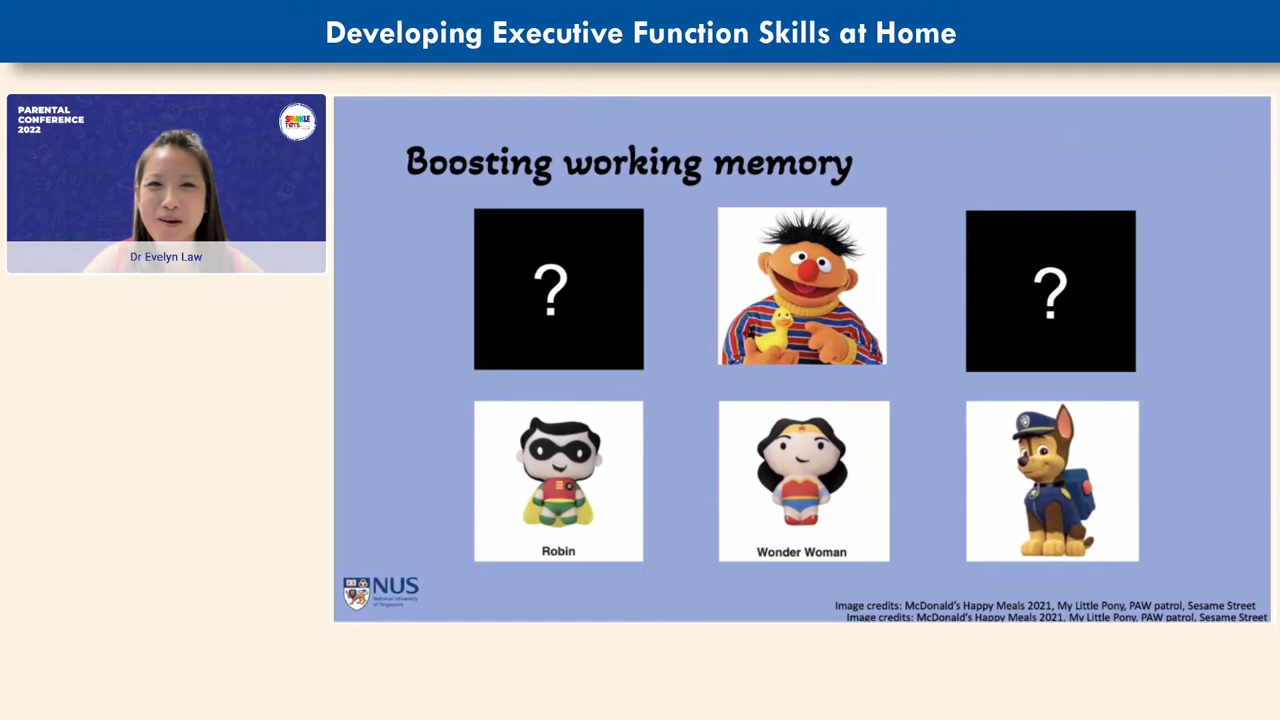 Developing Executive Function Skills at Home
PARENTAL
CONFERENCE
2022
SPARKLE
TOTS
Dr Evelyn Law
Boosting working memory
?
?
Robin
Wonder Woman
NUS
National University
of Singapore
Image credits: McDonald's Happy Meals 2021, My Little Pony, PAW patrol, Sesame Street
Image credits: McDonald's Happy Meals 2021, My Little Pony, PAW patrol, Sesame Street